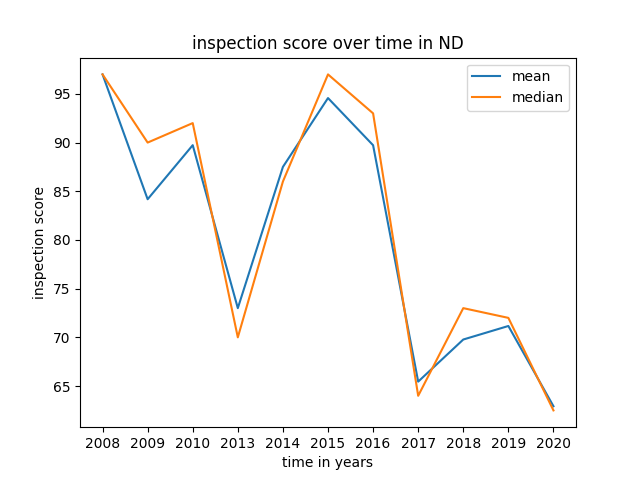 inspection score over time in ND
mean
median
inspection score
95
90
85
80
75
70
65
2008 2009 2010 2013 2014 2015 2016 2017 2018 2019 2020
time in years